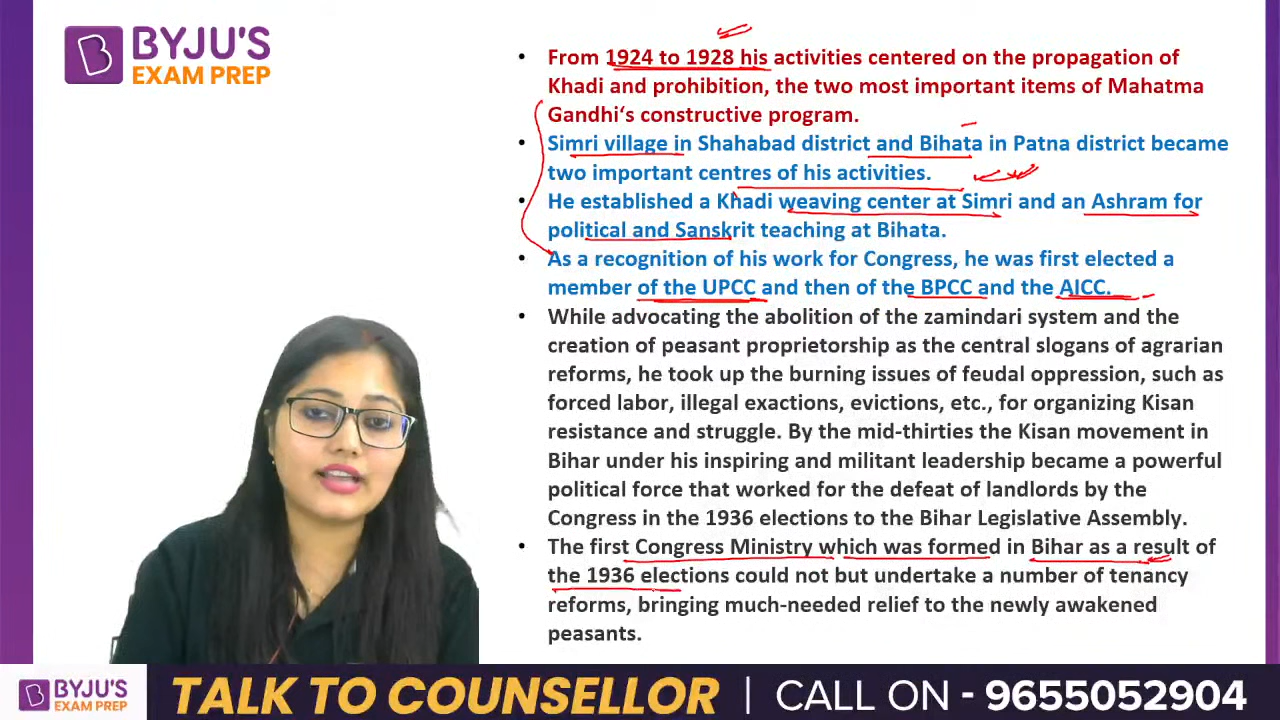 BYJU'S
EXAM PREP
• From 1924 to 1928 his activities centered on the propagation of
Khadi and prohibition, the two most important items of Mahatma
Gandhi‘s constructive program.
• Simri village in Shahabad district and Bihata in Patna district became
two important centres of his activities.
• He established a Khadi weaving center at Simri and an Ashram for
political and Sanskrit teaching at Bihata.
• As a recognition of his work for Congress, he was first elected a
member of the UPCC and then of the BPCC and the AICC.
• While advocating the abolition of the zamindari system and the
creation of peasant proprietorship as the central slogans of agrarian
reforms, he took up the burning issues of feudal oppression, such as
forced labor, illegal exactions, evictions, etc., for organizing Kisan
resistance and struggle. By the mid-thirties the Kisan movement in
Bihar under his inspiring and militant leadership became a powerful
political force that worked for the defeat of landlords by the
Congress in the 1936 elections to the Bihar Legislative Assembly.
• The first Congress Ministry which was formed in Bihar as a result of
the 1936 elections could not but undertake a number of tenancy
reforms, bringing much-needed relief to the newly awakened
peasants.
BYJU'S
EXAM PREP
TALK TO COUNSELLOR | CALL ON - 9655052904